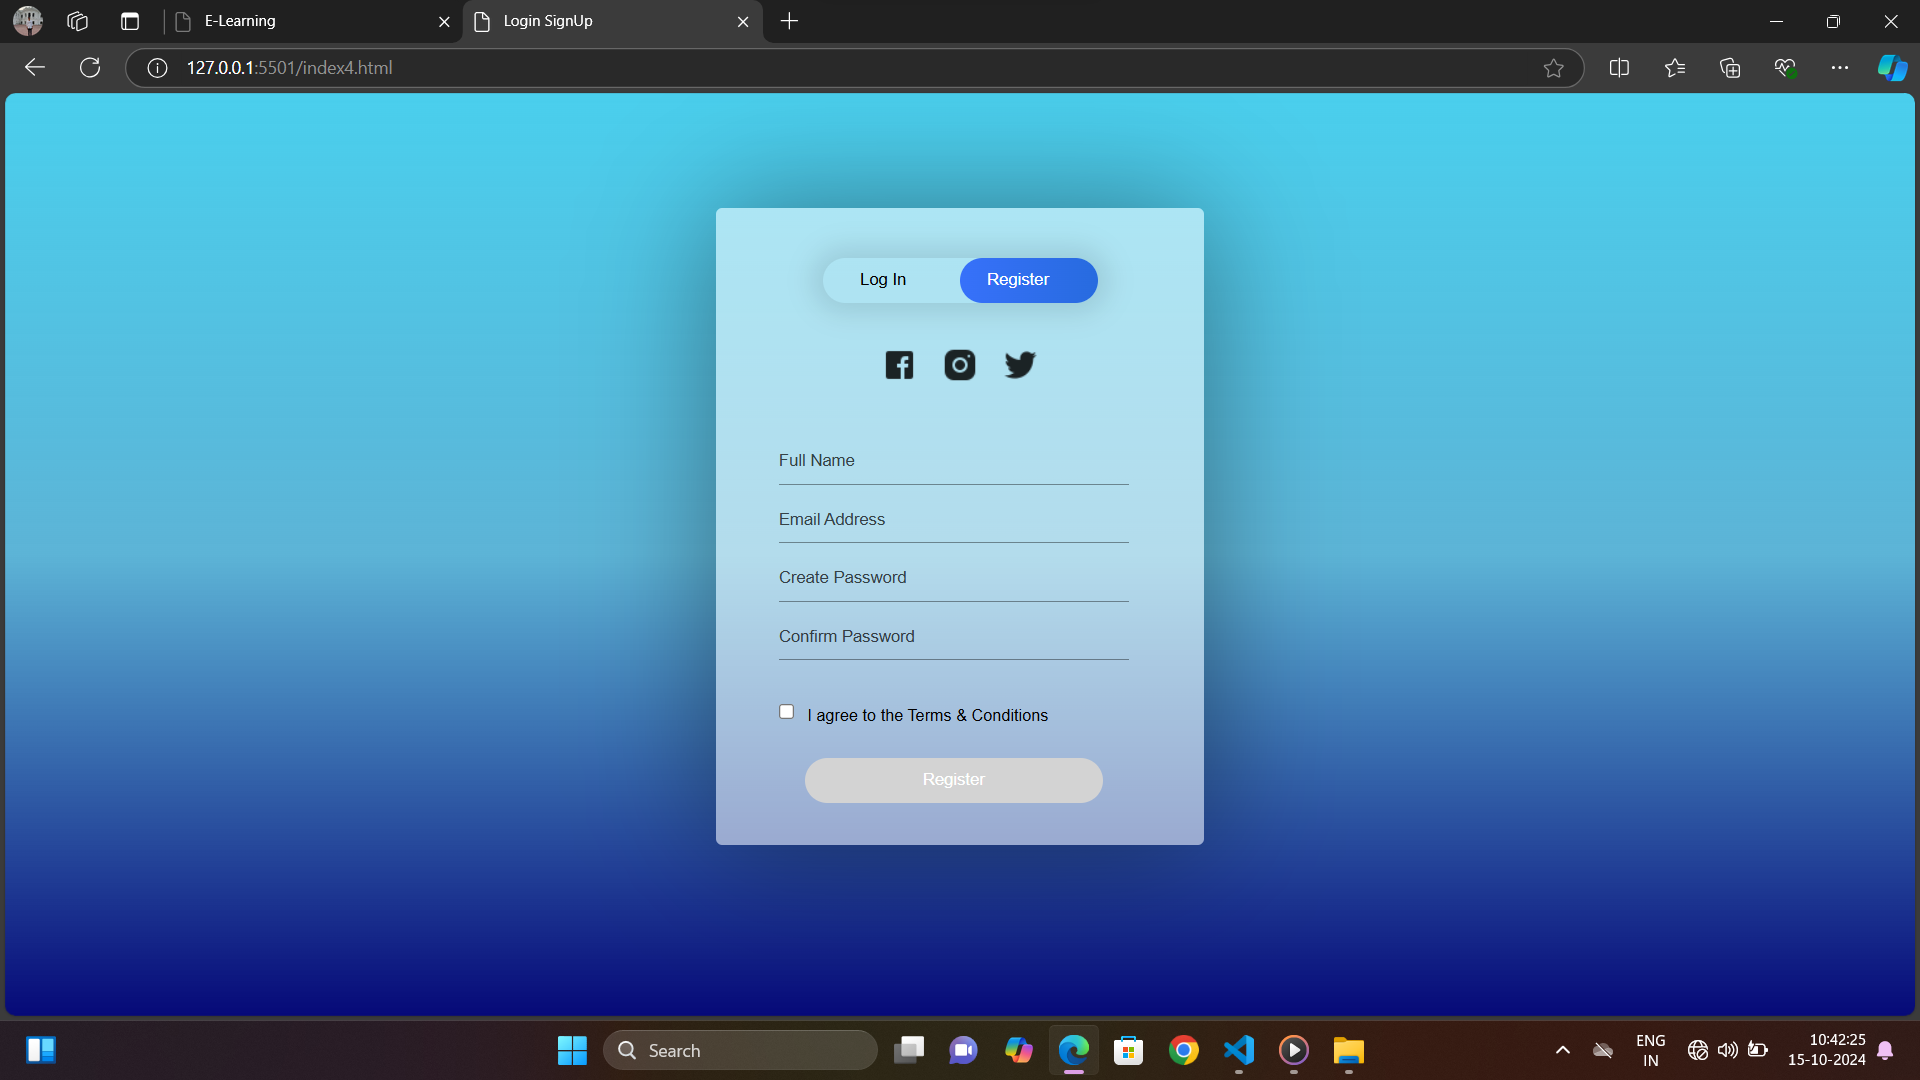 E-Learning
Login SignUp
127.0.0.1:5501/index4.html
Log In
Register
Full Name
Email Address
Create Password
Confirm Password
I agree to the Terms & Conditions
Register
Search
ENG
IN
10:42:25
15-10-2024